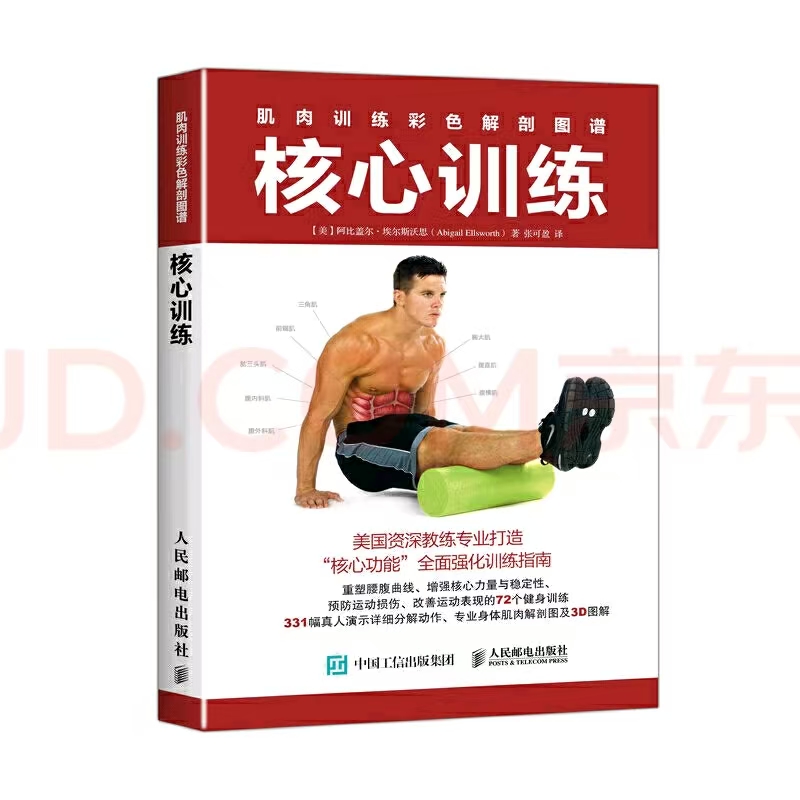 肌肉训练彩色解剖图谱
核心训练
人民邮电出版社
肌肉训练彩色解剖图谱
核心训练
【美】阿比盖尔·埃尔斯沃思（Abigail Ellsworth）著 张可盈 译
三角肌
前锯肌
肱三头肌
腹内斜肌
腹外斜肌
胸大肌
腹直肌
腹横肌
美国资深教练专业打造
“核心功能”全面强化训练指南
重塑腰腹曲线、增强核心力量与稳定性、
预防运动损伤、改善运动表现的72个健身训练
331幅真人演示详细分解动作、专业身体肌肉解剖图及3D图解
中国工信出版集团
人民邮电出版社
POSTS & TELECOM PRESS
JD.COM京东